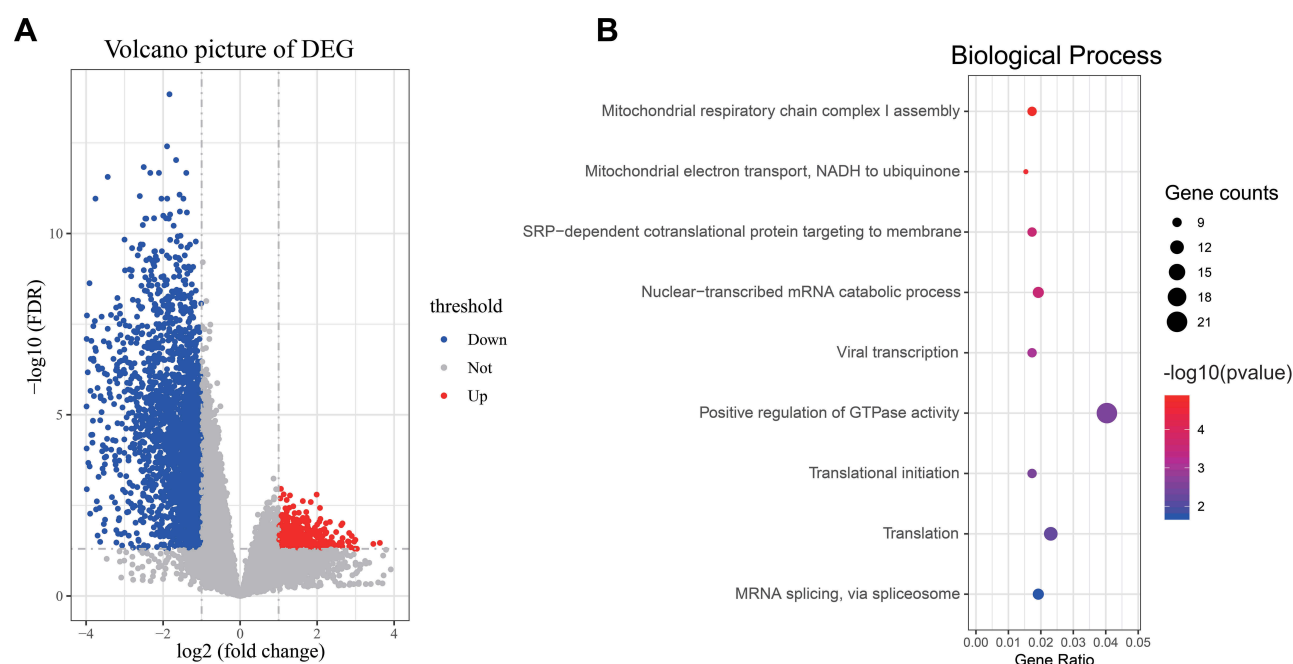 A
Volcano picture of DEG
−log10 (FDR)
10
5
0
−4
−2
0
2
4
log2 (fold change)
threshold
Down
Not
Up
B
Biological Process
Mitochondrial respiratory chain complex I assembly
Mitochondrial electron transport, NADH to ubiquinone
SRP−dependent cotranslational protein targeting to membrane
Nuclear−transcribed mRNA catabolic process
Viral transcription
Positive regulation of GTPase activity
Translational initiation
Translation
MRNA splicing, via spliceosome
0.00 0.01 0.02 0.03 0.04 0.05
Gene Ratio
Gene counts
9
12
15
18
21
-log10(pvalue)
4
3
2